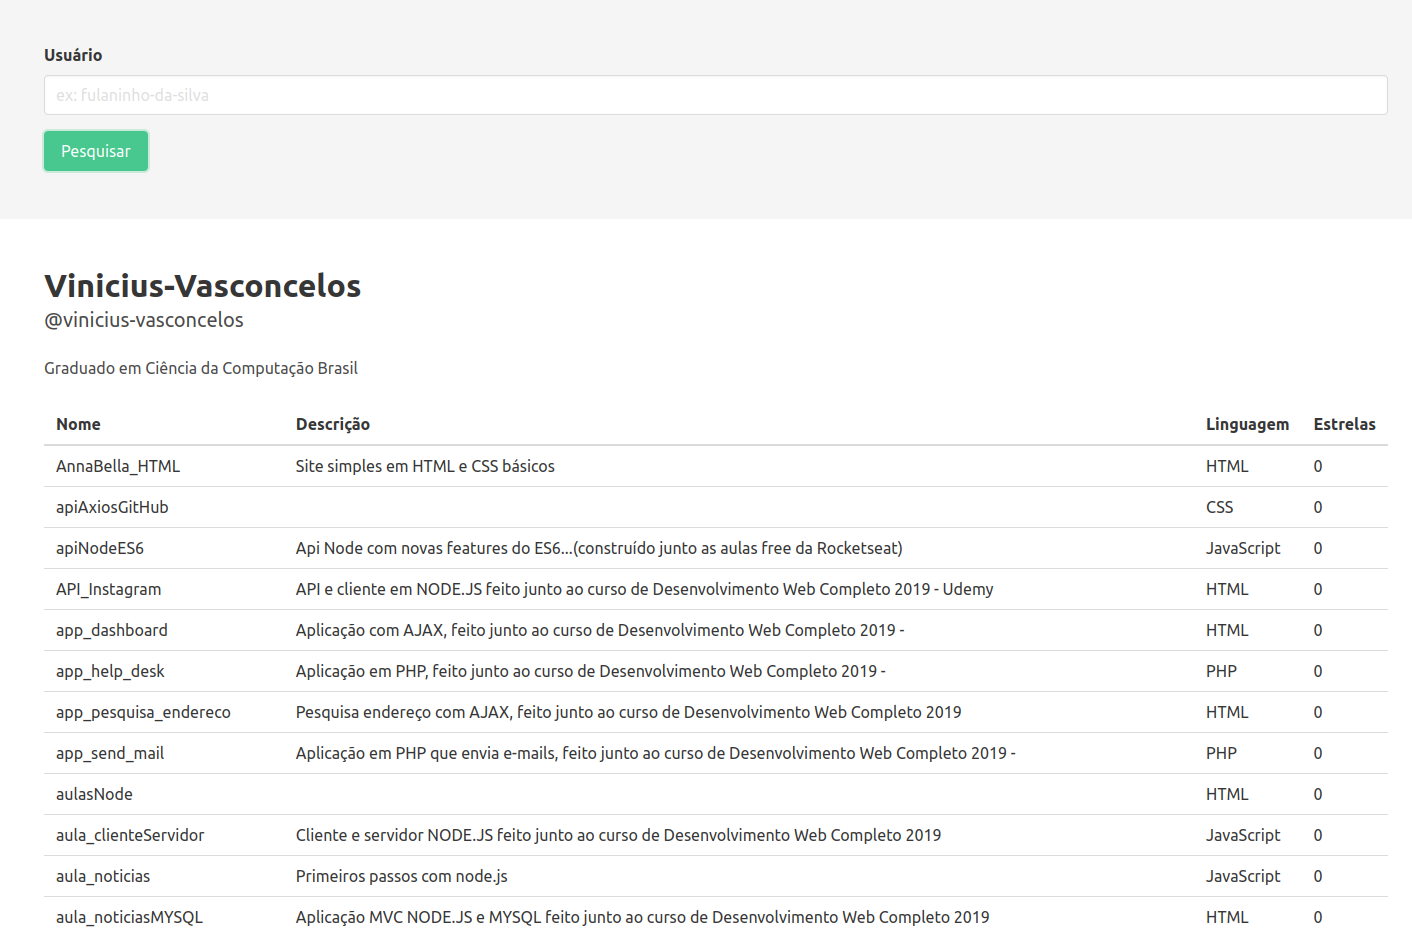 Usuário
ex: fulaninho-da-silva
Pesquisar
Vinicius-Vasconcelos
@vinicius-vasconcelos
Graduado em Ciência da Computação Brasil
Nome Descrição Linguagem Estrelas
AnnaBella_HTML Site simples em HTML e CSS básicos HTML 0
apiAxiosGitHub CSS 0
apiNodeES6 Api Node com novas features do ES6...(construído junto as aulas free da Rocketseat) JavaScript 0
API_Instagram API e cliente em NODE.JS feito junto ao curso de Desenvolvimento Web Completo 2019 - Udemy HTML 0
app_dashboard Aplicação com AJAX, feito junto ao curso de Desenvolvimento Web Completo 2019 - HTML 0
app_help_desk Aplicação em PHP, feito junto ao curso de Desenvolvimento Web Completo 2019 - PHP 0
app_pesquisa_endereco Pesquisa endereço com AJAX, feito junto ao curso de Desenvolvimento Web Completo 2019 HTML 0
app_send_mail Aplicação em PHP que envia e-mails, feito junto ao curso de Desenvolvimento Web Completo 2019 - PHP 0
aulasNode HTML 0
aula_clienteServidor Cliente e servidor NODE.JS feito junto ao curso de Desenvolvimento Web Completo 2019 JavaScript 0
aula_noticias Primeiros passos com node.js JavaScript 0
aula_noticiasMYSQL Aplicação MVC NODE.JS e MYSQL feito junto ao curso de Desenvolvimento Web Completo 2019 HTML 0